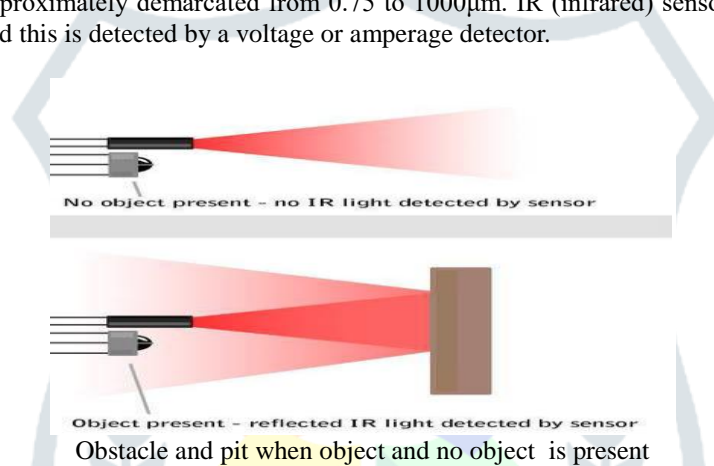 proximately demarcated from 0.75 to 1000μm. IR (infrared) senso
d this is detected by a voltage or amperage detector.
No object present - no IR light detected by sensor
Object present - reflected IR light detected by sensor
Obstacle and pit when object and no object is present